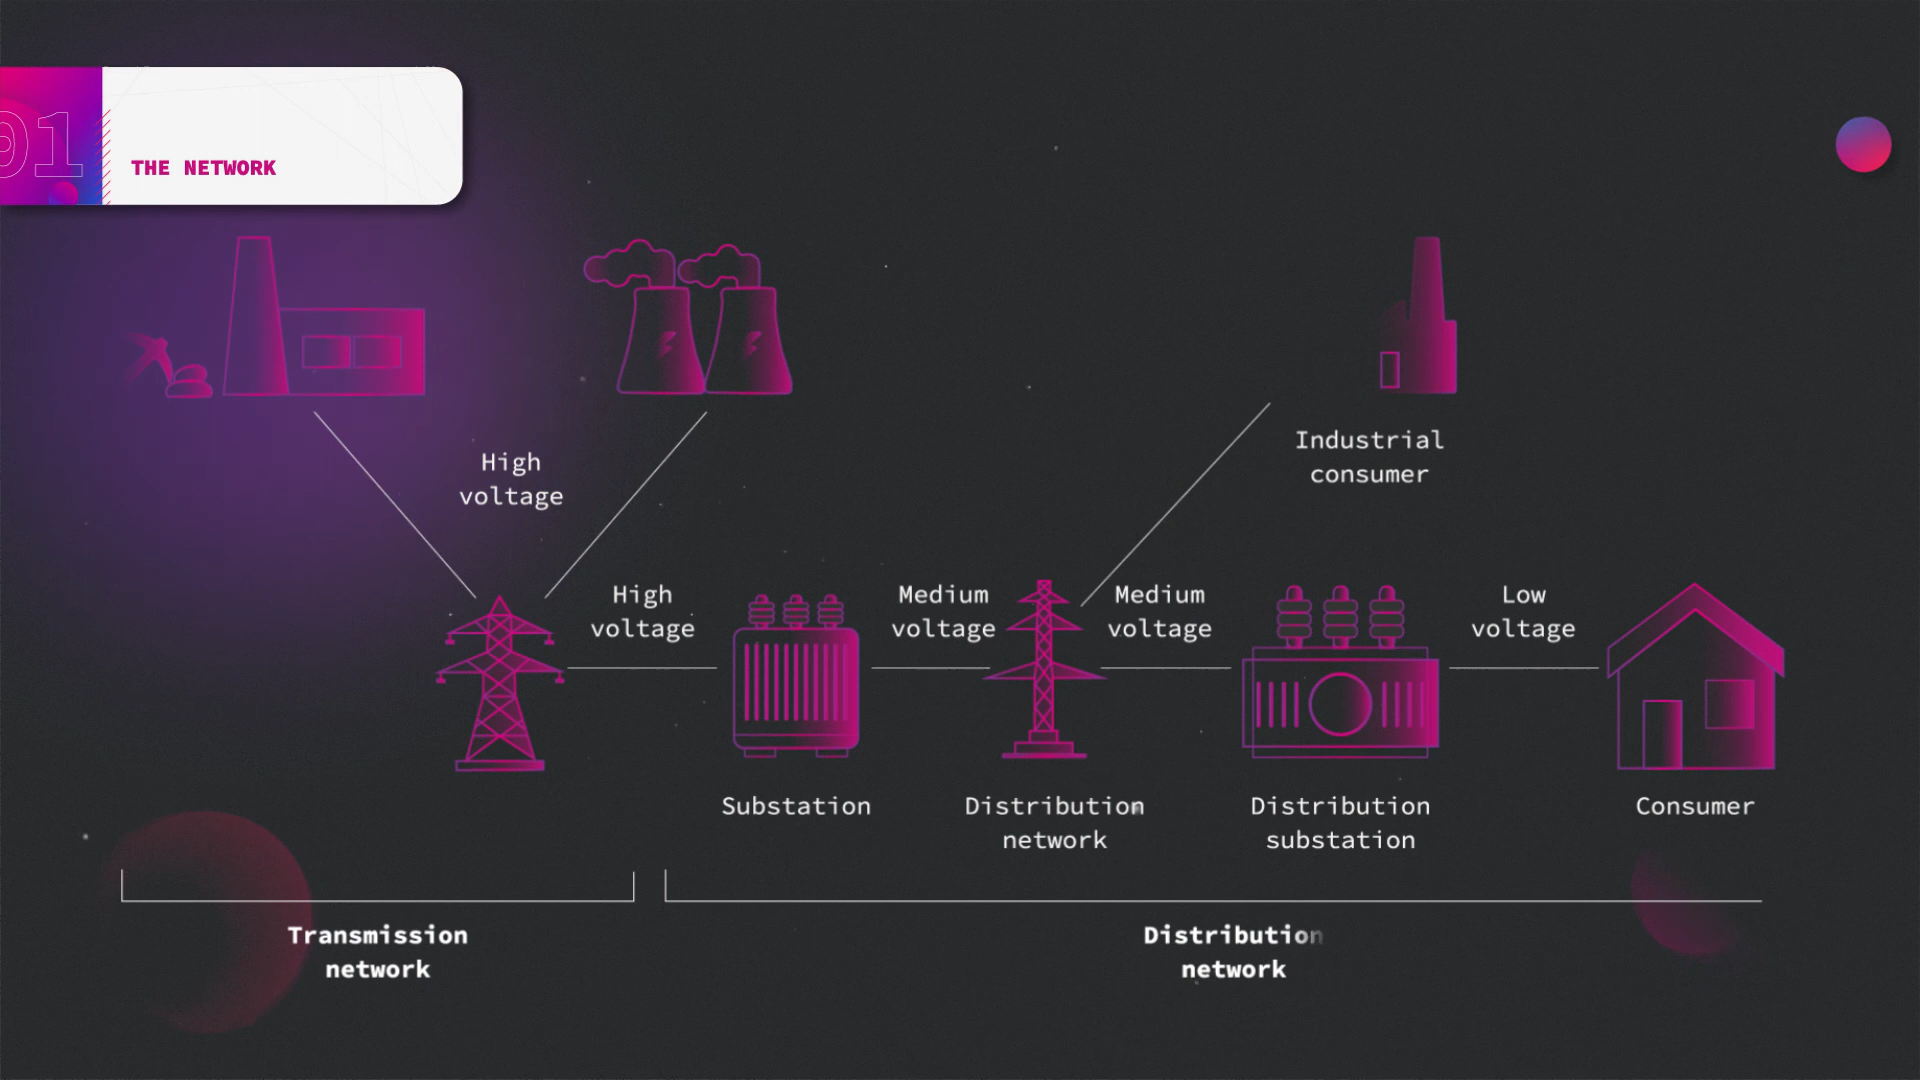 01
THE NETWORK
High
voltage
Industrial
consumer
High
voltage
Medium
voltage
Medium
voltage
Low
voltage
Substation
Distribution
network
Distribution
substation
Consumer
Transmission
network
Distribution
network